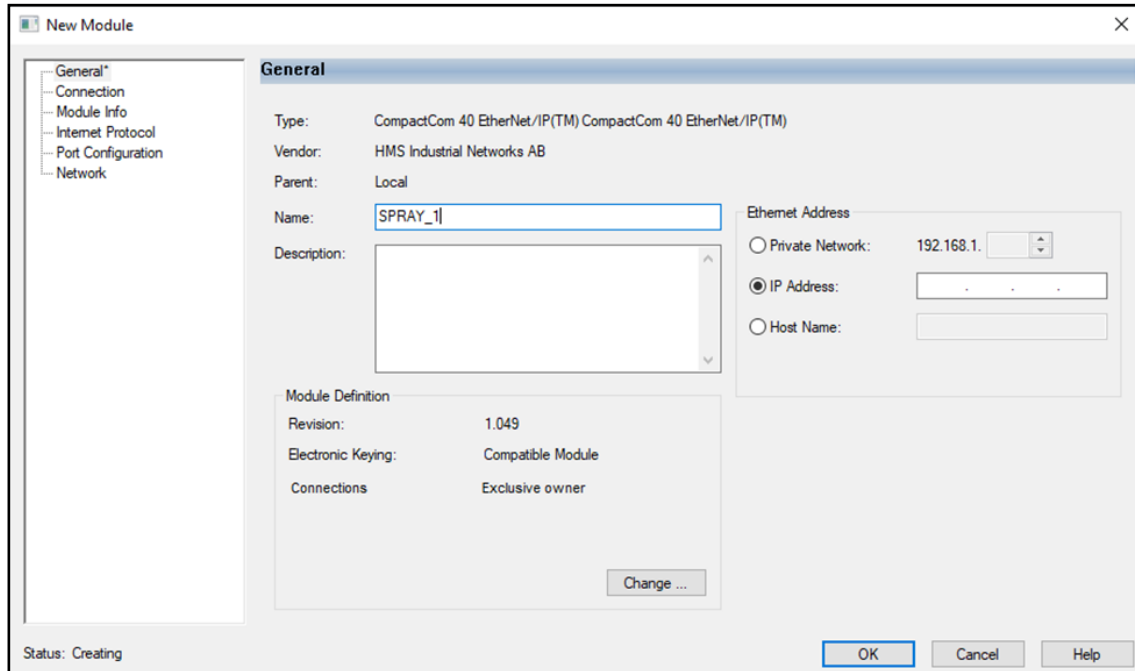 New Module
General*
Connection
Module Info
Internet Protocol
Port Configuration
Network
General
Type: CompactCom 40 EtherNet/IP(TM) CompactCom 40 EtherNet/IP(TM)
Vendor: HMS Industrial Networks AB
Parent: Local
Name: SPRAY_1
Description:
Ethernet Address
Private Network: 192.168.1.
IP Address: . . .
Host Name:
Module Definition
Revision: 1.049
Electronic Keying: Compatible Module
Connections Exclusive owner
Change ...
Status: Creating
OK Cancel Help